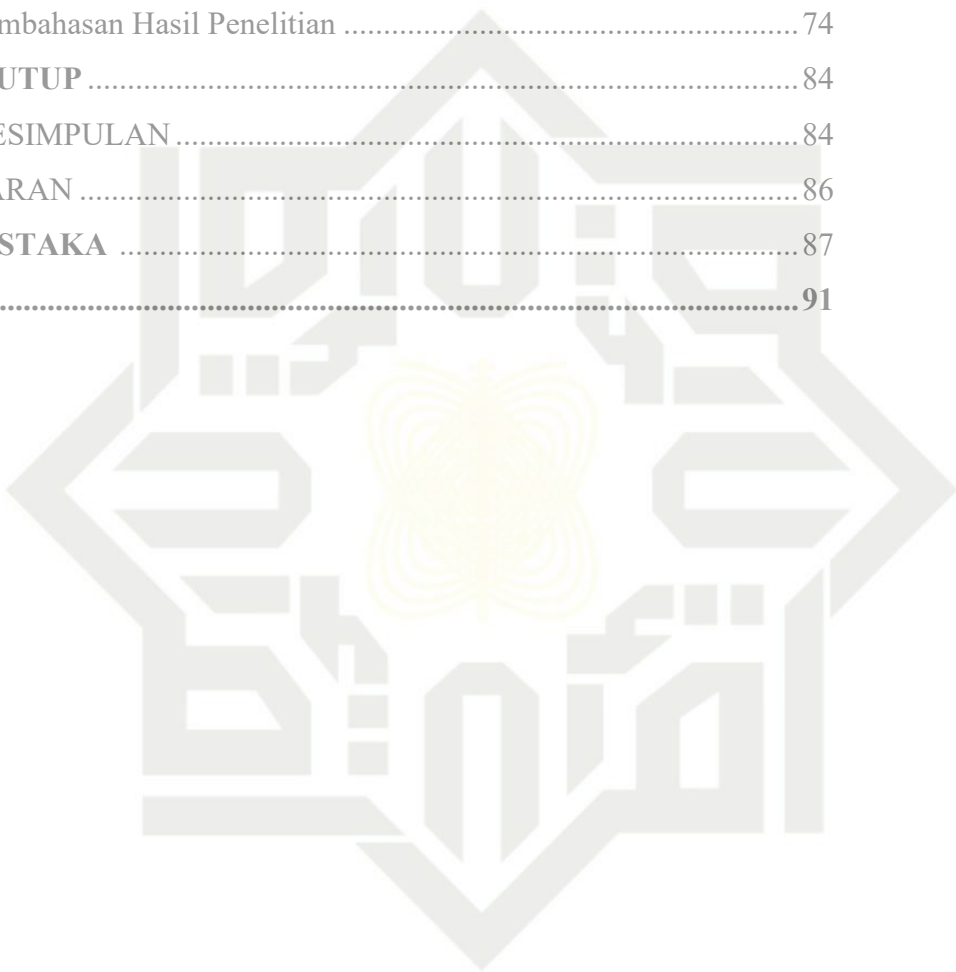 mbahasan Hasil Penelitian ........................................................ 74
UTUP ........................................................................................ 84
ESIMPULAN ............................................................................. 84
ARAN ......................................................................................... 86
STAKA ..................................................................................... 87
................................................................................................... 91